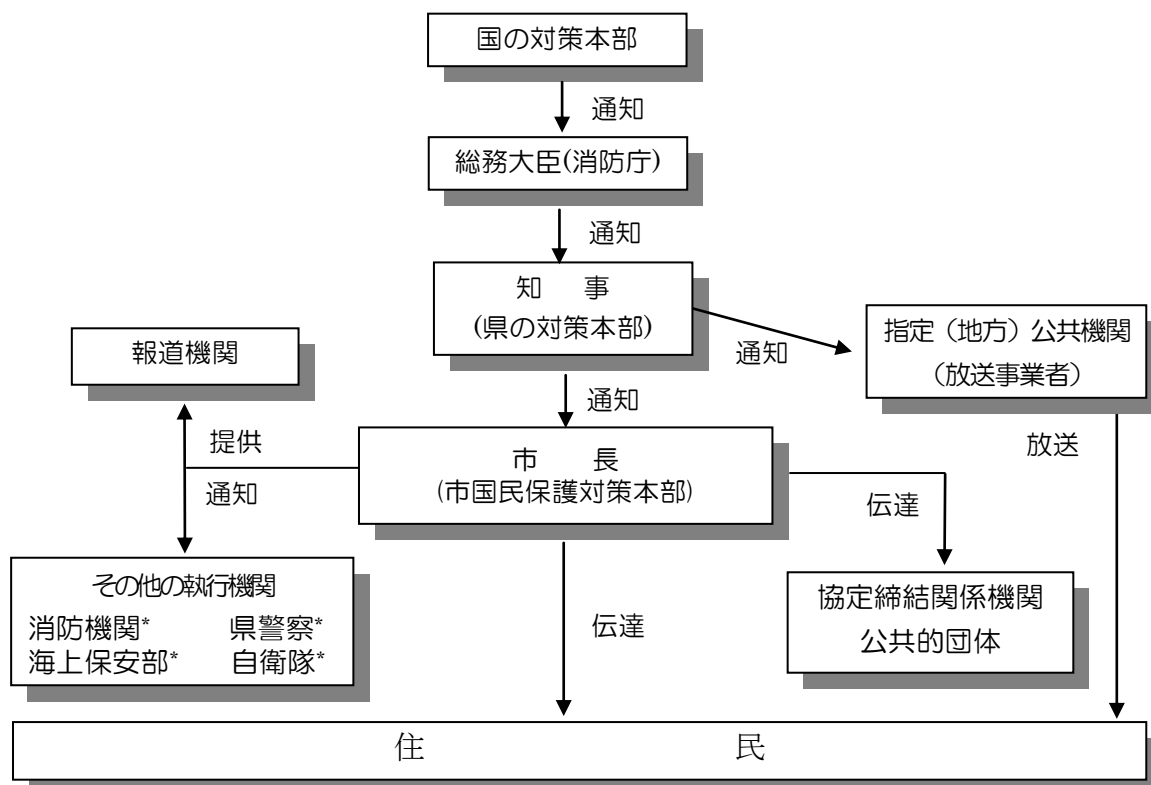 国の対策本部
通知
総務大臣(消防庁)
通知
知　事
(県の対策本部)
通知
指定（地方）公共機関
（放送事業者）
報道機関
通知
提供
市　長
(市国民保護対策本部)
放送
通知
伝達
その他の執行機関
消防機関*　県警察*
海上保安部*　自衛隊*
伝達
協定締結関係機関
公共的団体
住　民